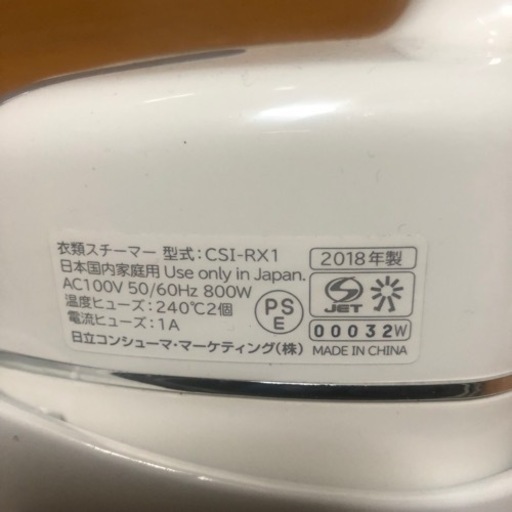 衣類スチーマー 型式:CSI-RX1
日本国内家庭用 Use only in Japan.
AC100V 50/60Hz 800W
温度ヒューズ:240℃2個
電流ヒューズ:1A
日立コンシューマ・マーケティング(株)
PS
E
2018年製
S
JET
00032W
MADE IN CHINA